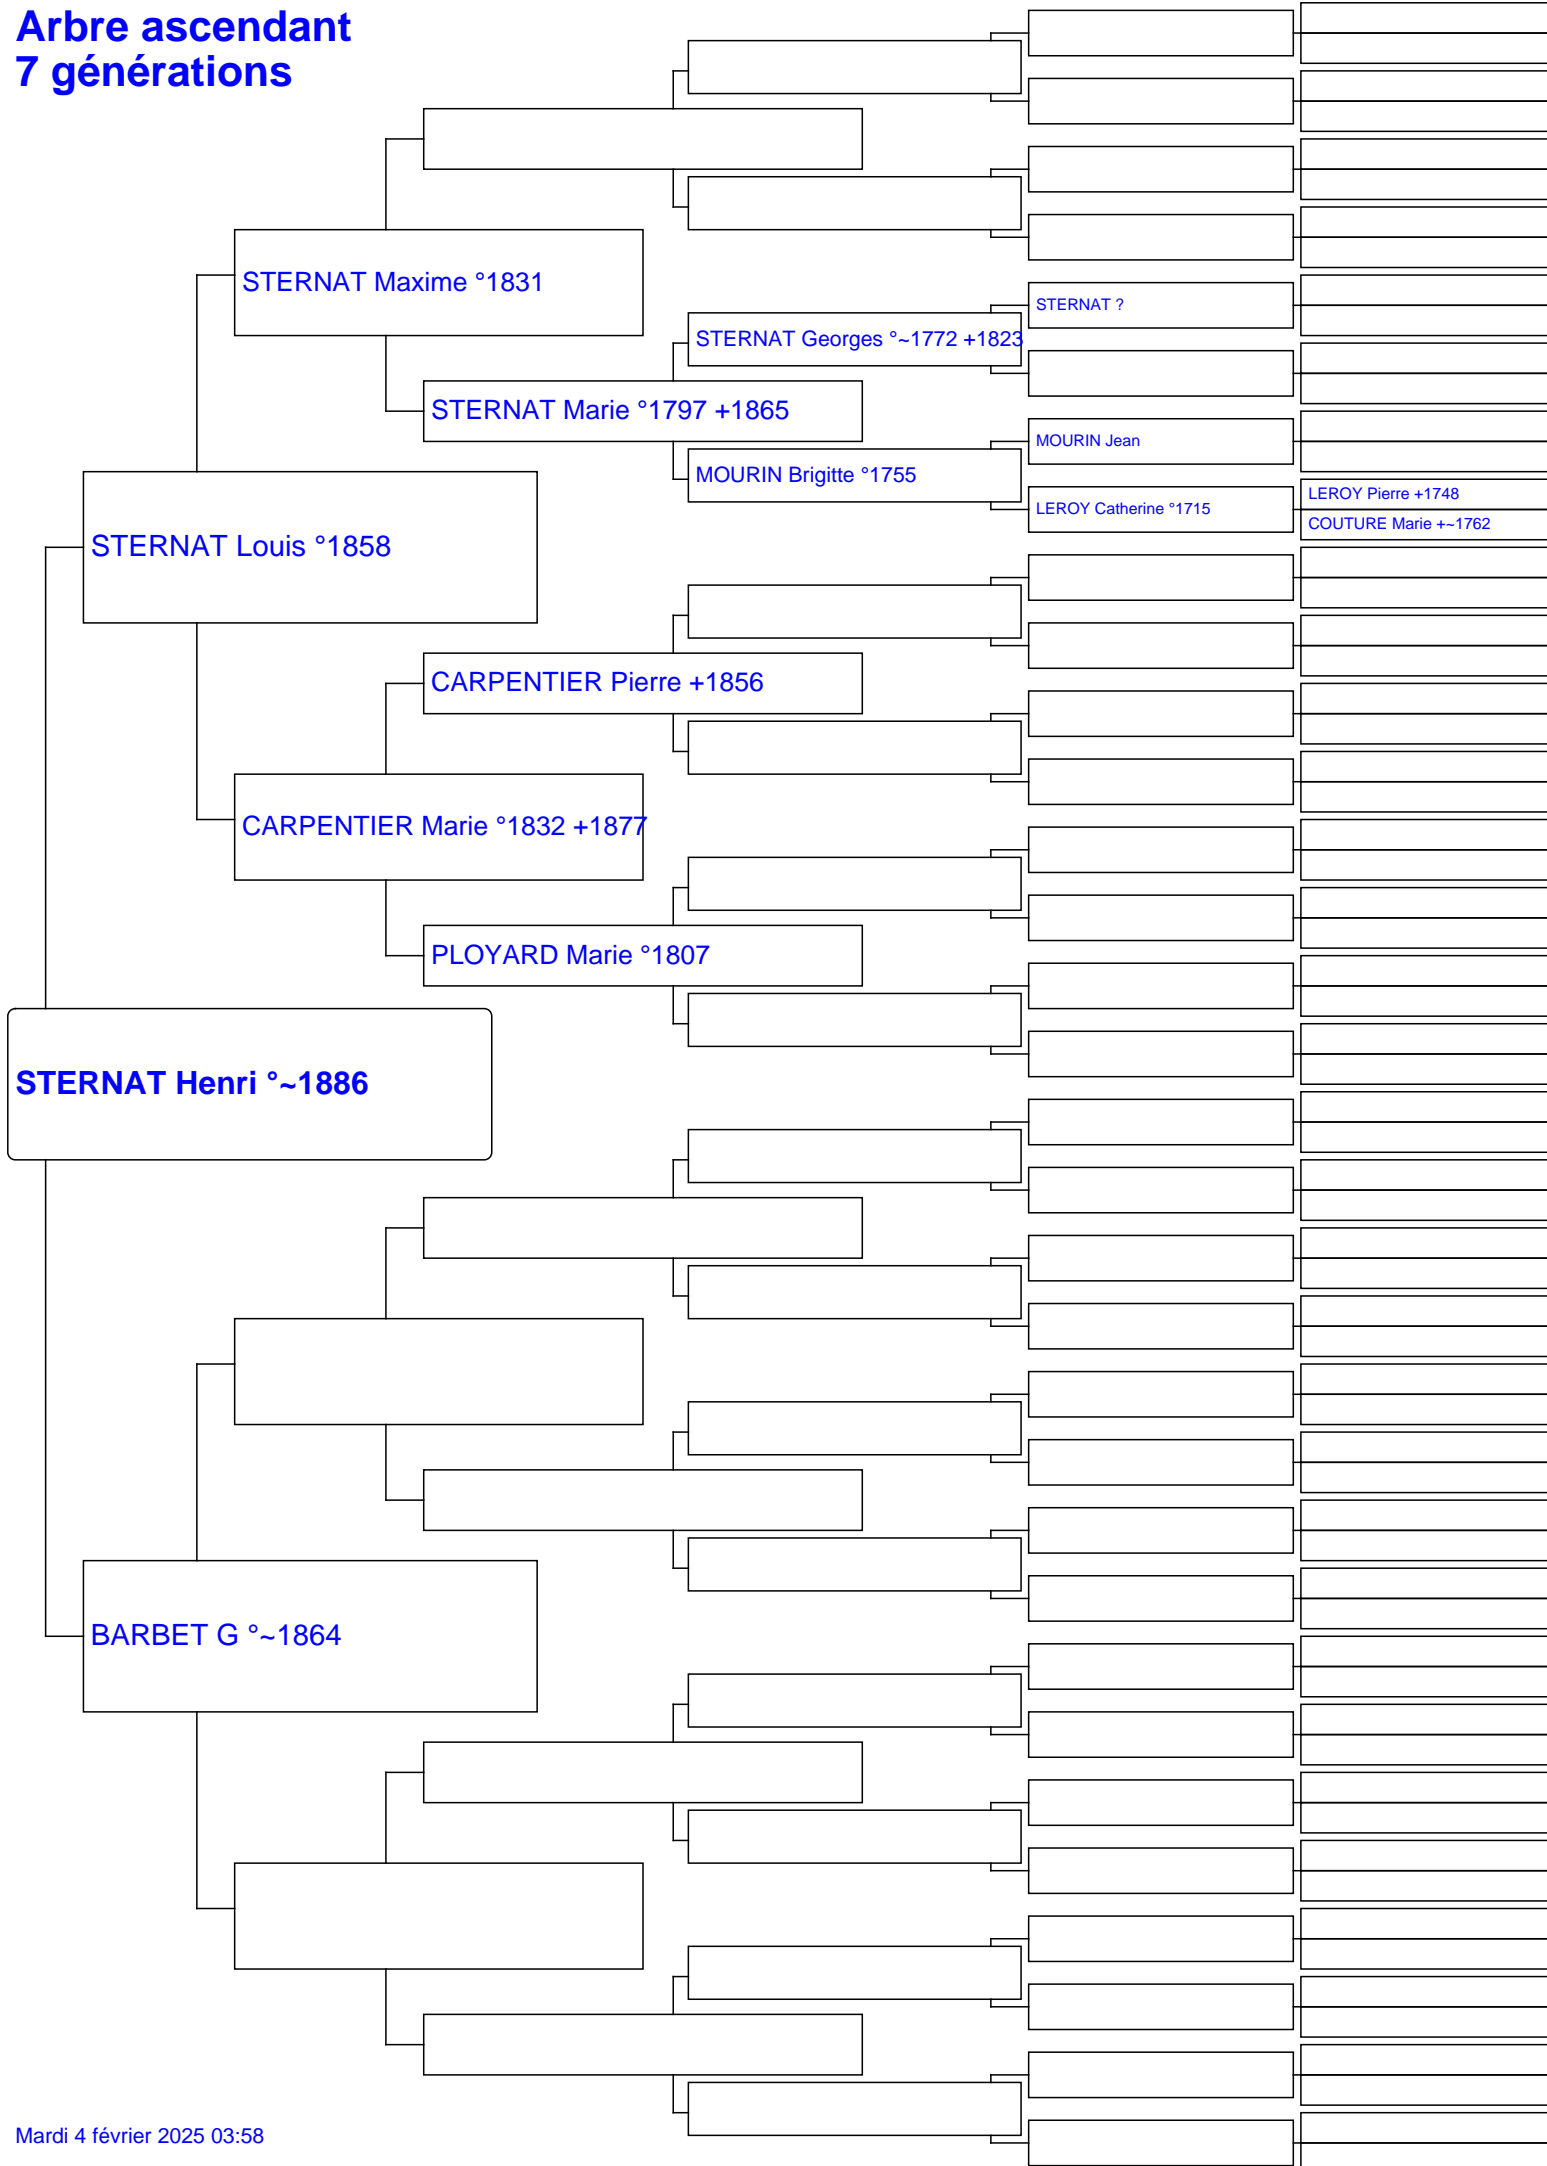 Arbre ascendant
7 générations
STERNAT Maxime °1831
STERNAT ?
STERNAT Georges °~1772 +1823
STERNAT Marie °1797 +1865
MOURIN Jean
MOURIN Brigitte °1755
LEROY Pierre +1748
LEROY Catherine °1715
COUTURE Marie +~1762
STERNAT Louis °1858
CARPENTIER Pierre +1856
CARPENTIER Marie °1832 +1877
PLOYARD Marie °1807
STERNAT Henri °~1886
BARBET G °~1864
Mardi 4 février 2025 03:58